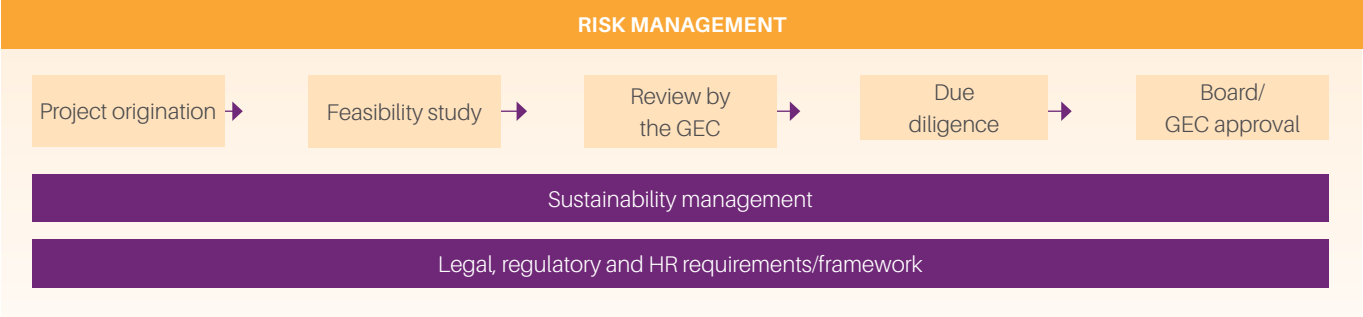 RISK MANAGEMENT
Project origination
Feasibility study
Review by
the GEC
Due
diligence
Board/
GEC approval
Sustainability management
Legal, regulatory and HR requirements/framework